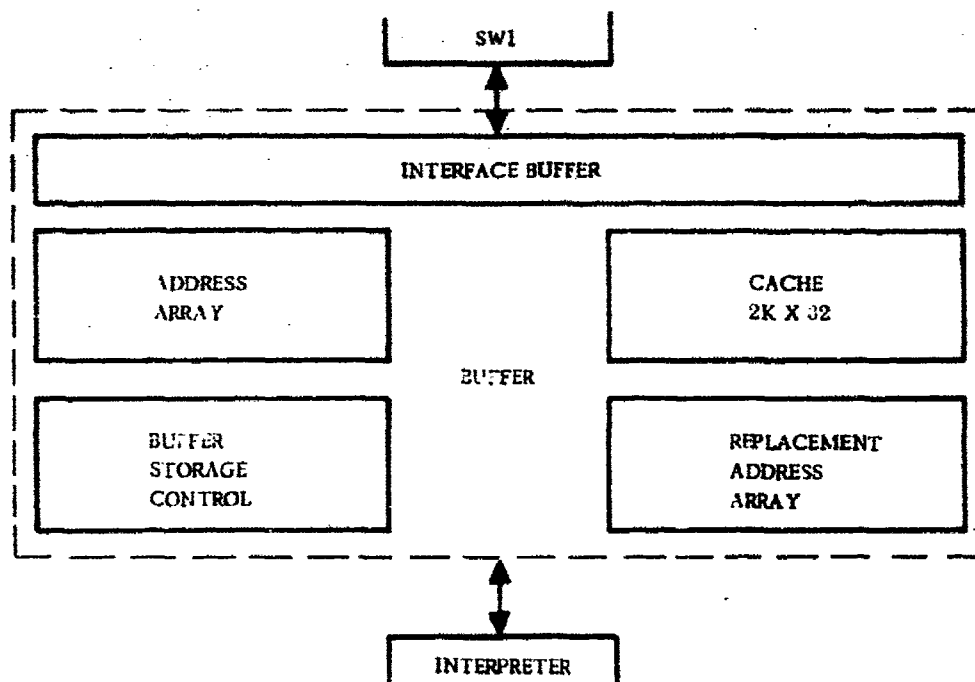 SW1
INTERFACE BUFFER
ADDRESS
ARRAY
CACHE
2K X 32
BUFFER
BUFFER
STORAGE
CONTROL
REPLACEMENT
ADDRESS
ARRAY
INTERPRETER